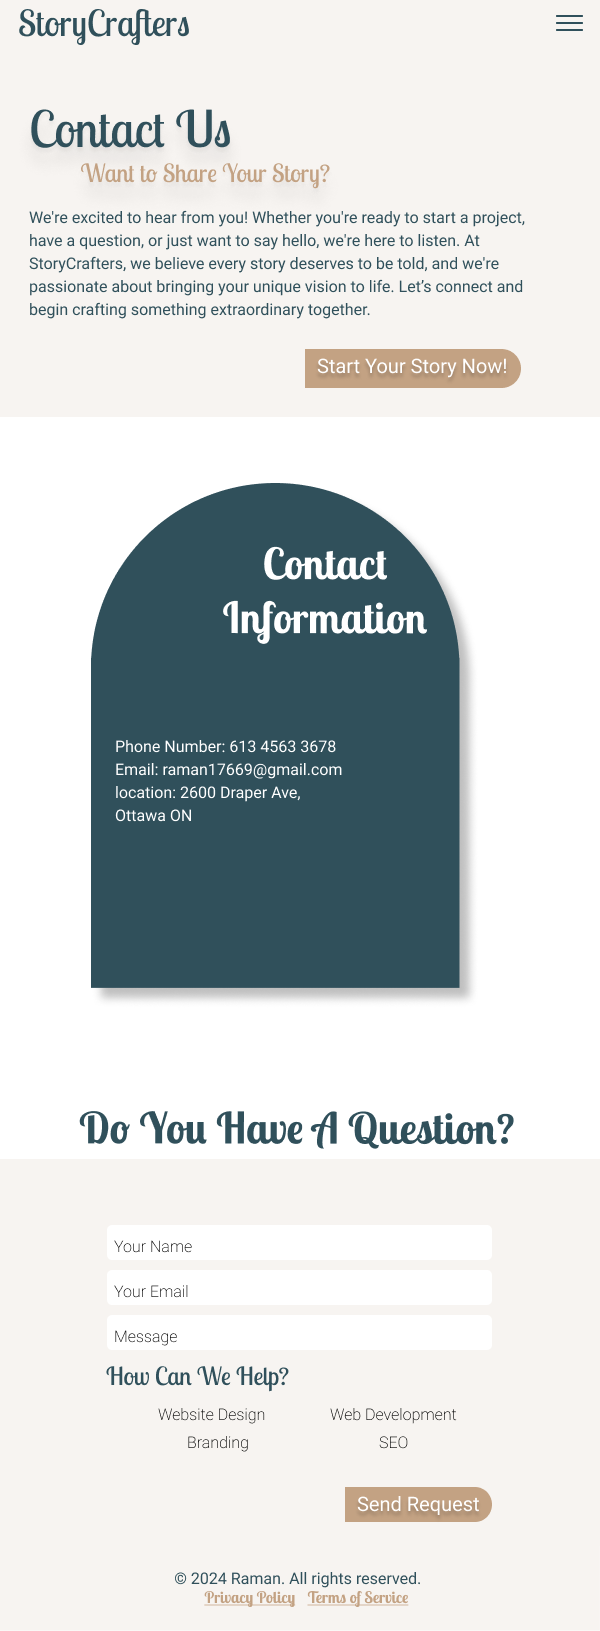 StoryCrafters
Contact Us
Want to Share Your Story?
We're excited to hear from you! Whether you're ready to start a project,
have a question, or just want to say hello, we're here to listen. At
StoryCrafters, we believe every story deserves to be told, and we're
passionate about bringing your unique vision to life. Let’s connect and
begin crafting something extraordinary together.
Start Your Story Now!
Contact
Information
Phone Number: 613 4563 3678
Email: raman17669@gmail.com
location: 2600 Draper Ave,
Ottawa ON
Do You Have A Question?
Your Name
Your Email
Message
How Can We Help?
Website Design Web Development
Branding SEO
Send Request
© 2024 Raman. All rights reserved.
Privacy Policy Terms of Service